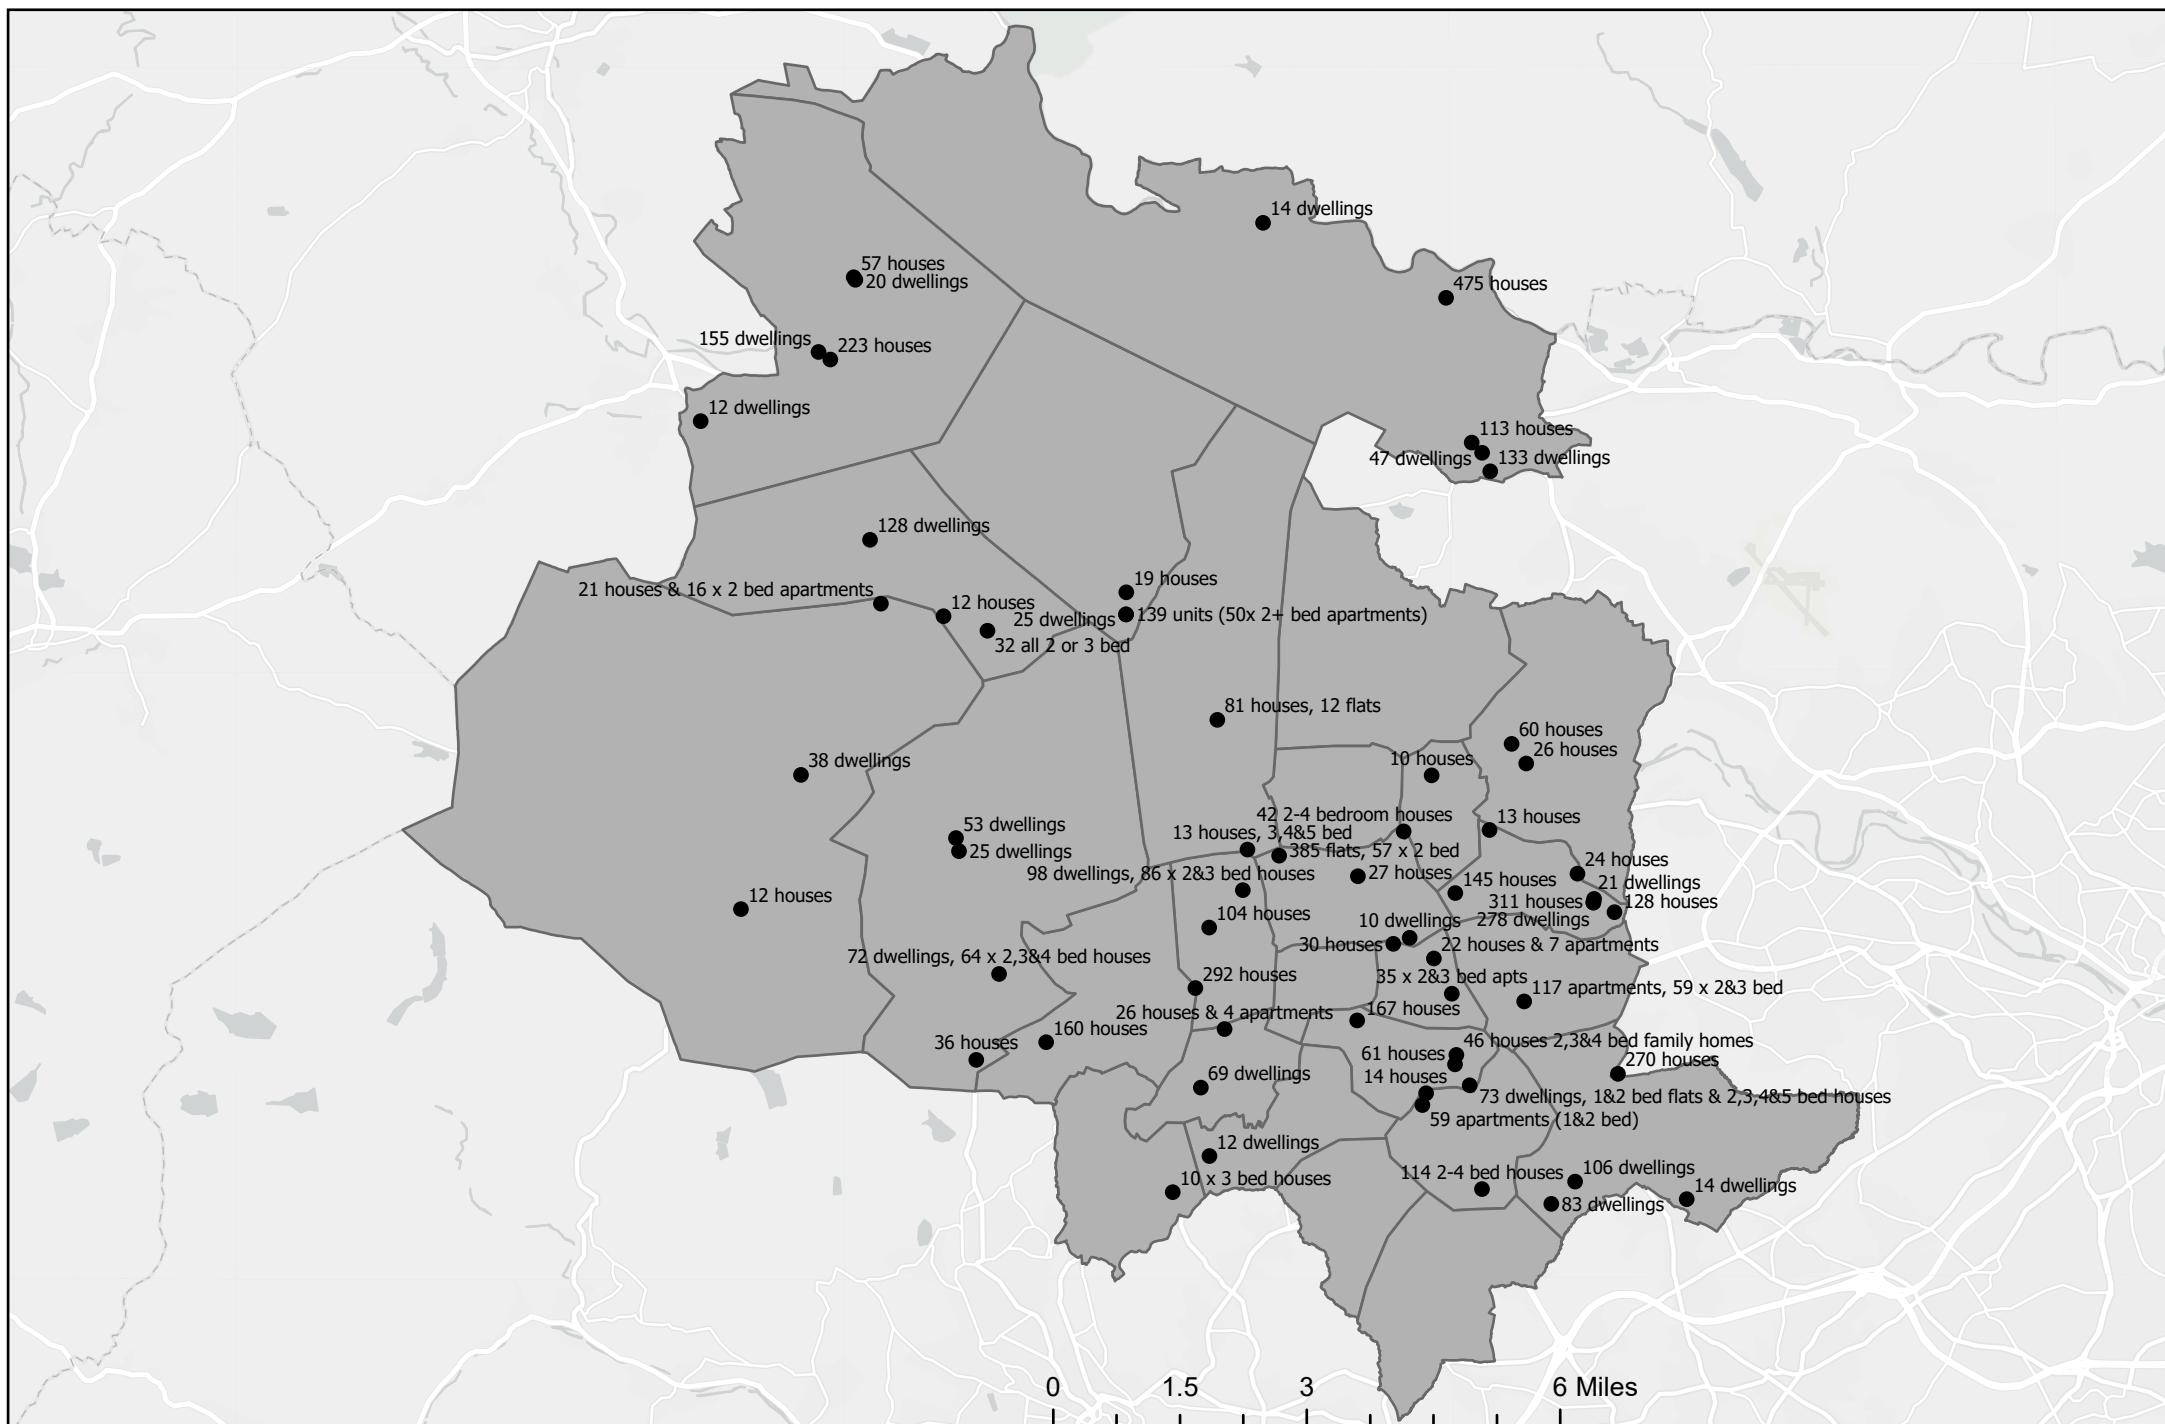 14 dwellings
57 houses
20 dwellings
475 houses
155 dwellings
223 houses
12 dwellings
113 houses
47 dwellings
133 dwellings
128 dwellings
19 houses
21 houses & 16 x 2 bed apartments
12 houses
25 dwellings
139 units (50x 2+ bed apartments)
32 all 2 or 3 bed
81 houses, 12 flats
60 houses
26 houses
38 dwellings
10 houses
42 2-4 bedroom houses
13 houses
53 dwellings
13 houses, 3,4&5 bed
25 dwellings
385 flats, 57 x 2 bed
24 houses
98 dwellings, 86 x 2&3 bed houses
27 houses
145 houses
21 dwellings
12 houses
311 houses
128 houses
104 houses
10 dwellings
278 dwellings
30 houses
22 houses & 7 apartments
72 dwellings, 64 x 2,3&4 bed houses
292 houses
35 x 2&3 bed apts
117 apartments, 59 x 2&3 bed
26 houses & 4 apartments
167 houses
160 houses
36 houses
46 houses 2,3&4 bed family homes
61 houses
270 houses
69 dwellings
14 houses
73 dwellings, 1&2 bed flats & 2,3,4&5 bed houses
59 apartments (1&2 bed)
12 dwellings
10 x 3 bed houses
114 2-4 bed houses
106 dwellings
14 dwellings
83 dwellings
0 1.5 3 6 Miles